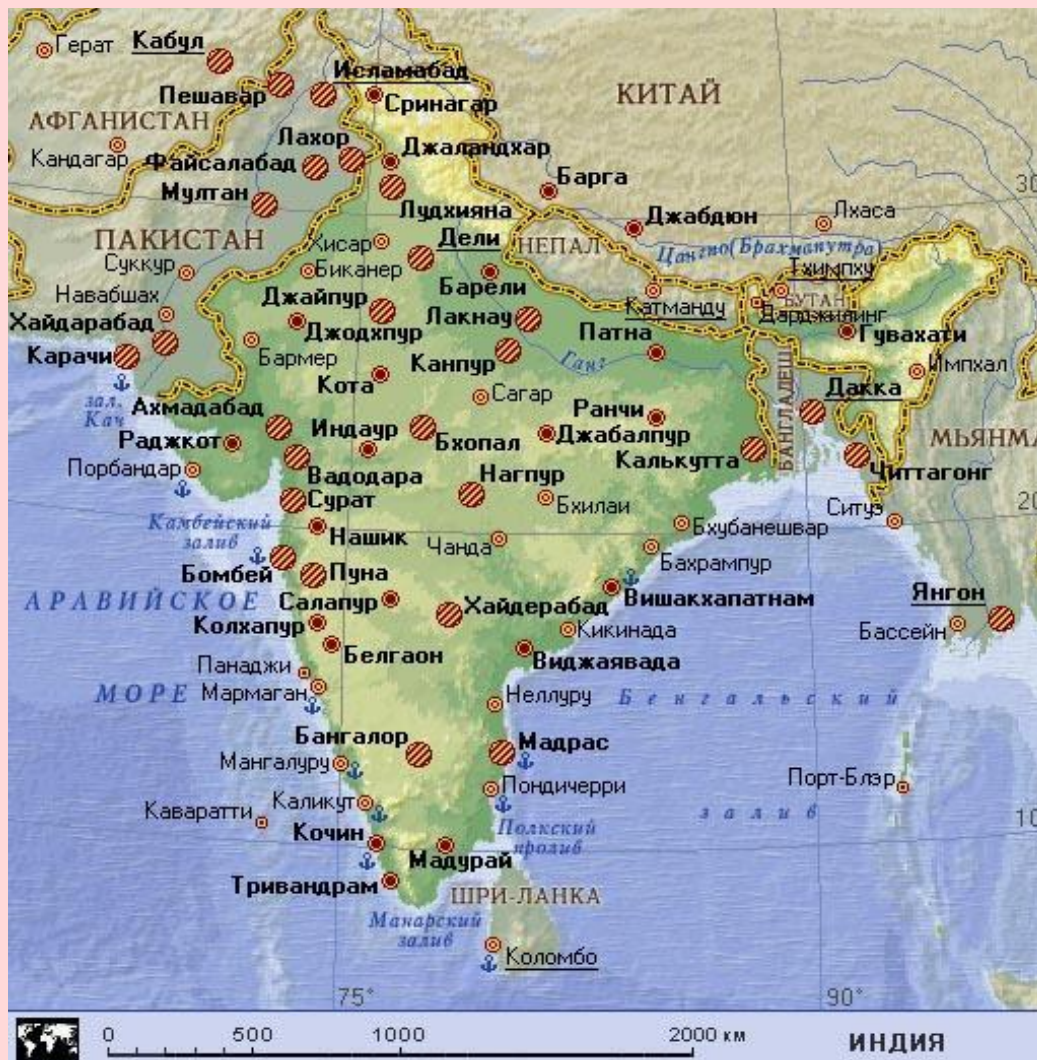 Герат
Кабул
Исламабад
Пешавар
Сринагар
КИТАЙ
АФГАНИСТАН
Лахор
Джаландхар
Кандагар
Файсалабад
Барга
Мултан
Лудхияна
30
Джабдюн
Лхаса
ПАКИСТАН
Хисар
Дели
НЕПАЛ
Цангпо (Брахмапутра)
Суккур
Биканер
Тхимпху
Барели
БУТАН
Навабшах
Джайпур
Катманду
Дарджилинг
Хайдарабад
Джодхпур
Лакнау
Патна
Гувахати
Карачи
Бармер
Канпур
Ганг
Импхал
Кота
зал.
Кач
Сагар
БАНГЛАДЕШ
Дакка
Ахмадабад
Ранчи
Раджкот
Индаур
Бхопал
Джабалпур
МЬЯНМА
Калькутта
Порбандар
Вадодара
Нагпур
Читтагонг
Сурат
Бхилаи
20
Ситуэ
Камбейский
залив
Нашик
Чанда
Бхубанешвар
Бахрампур
Бомбей
Пуна
АРАВИЙСКОЕ
Салапур
Хайдерабад
Вишакхапатнам
Янгон
Колхапур
Кикинада
Бассейн
Белгаон
Виджаявада
Панаджи
МОРЕ
Мармаган
Неллуру
Бенгальский
Бангалор
Мадрас
Мангалуру
Пондичерри
Порт-Блэр
Каваратти
Каликут
залив
10
Кочин
Полкский
пролив
Мадурай
Тривандрам
ШРИ-ЛАНКА
Манарский
залив
Коломбо
75°
90°
0 500 1000 2000 км
ИНДИЯ